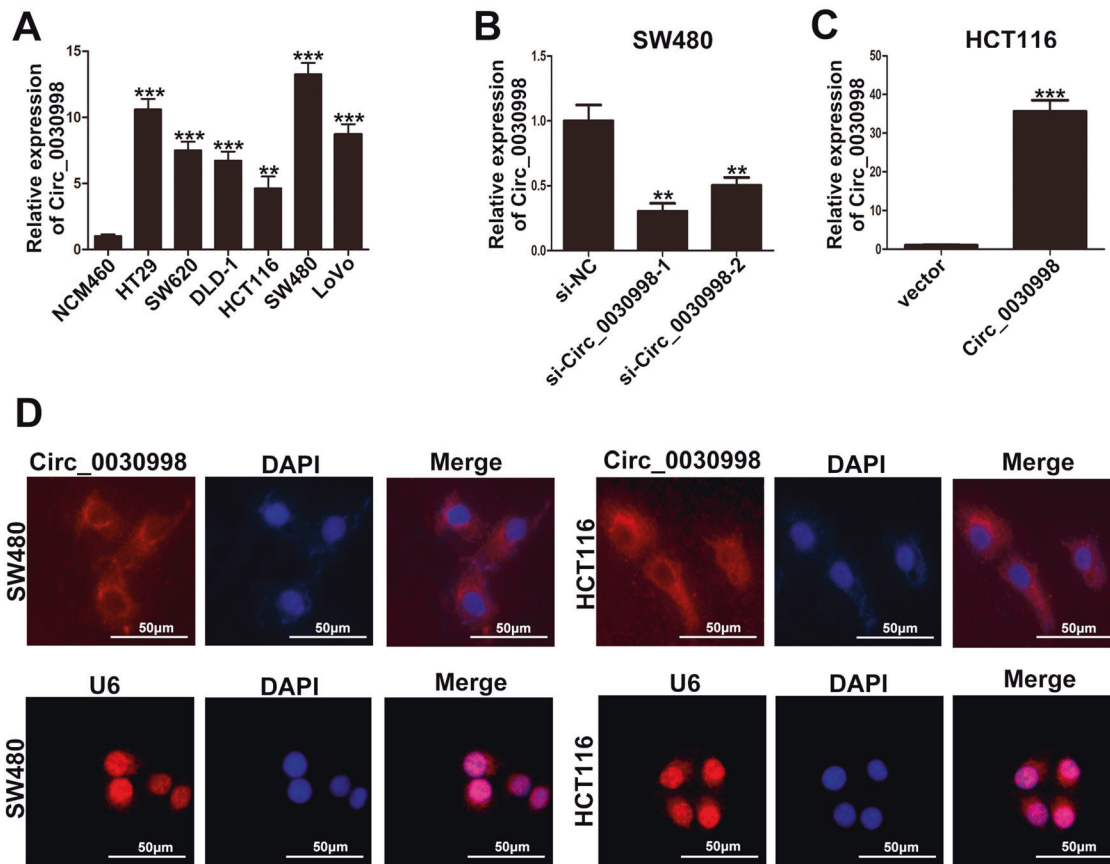 A
Relative expression
of Circ_0030998
15
10
5
0
***
***
***
**
***
***
NCM460
HT29
SW620
DLD-1
HCT116
SW480
LoVo
B
SW480
Relative expression
of Circ_0030998
1.5
1.0
0.5
0.0
**
**
si-NC
si-Circ_0030998-1
si-Circ_0030998-2
C
HCT116
Relative expression
of Circ_0030998
50
40
30
20
10
0
***
vector
Circ_0030998
D
Circ_0030998
DAPI
Merge
SW480
50μm
50μm
50μm
Circ_0030998
DAPI
Merge
HCT116
50μm
50μm
50μm
U6
DAPI
Merge
SW480
50μm
50μm
50μm
U6
DAPI
Merge
HCT116
50μm
50μm
50μm